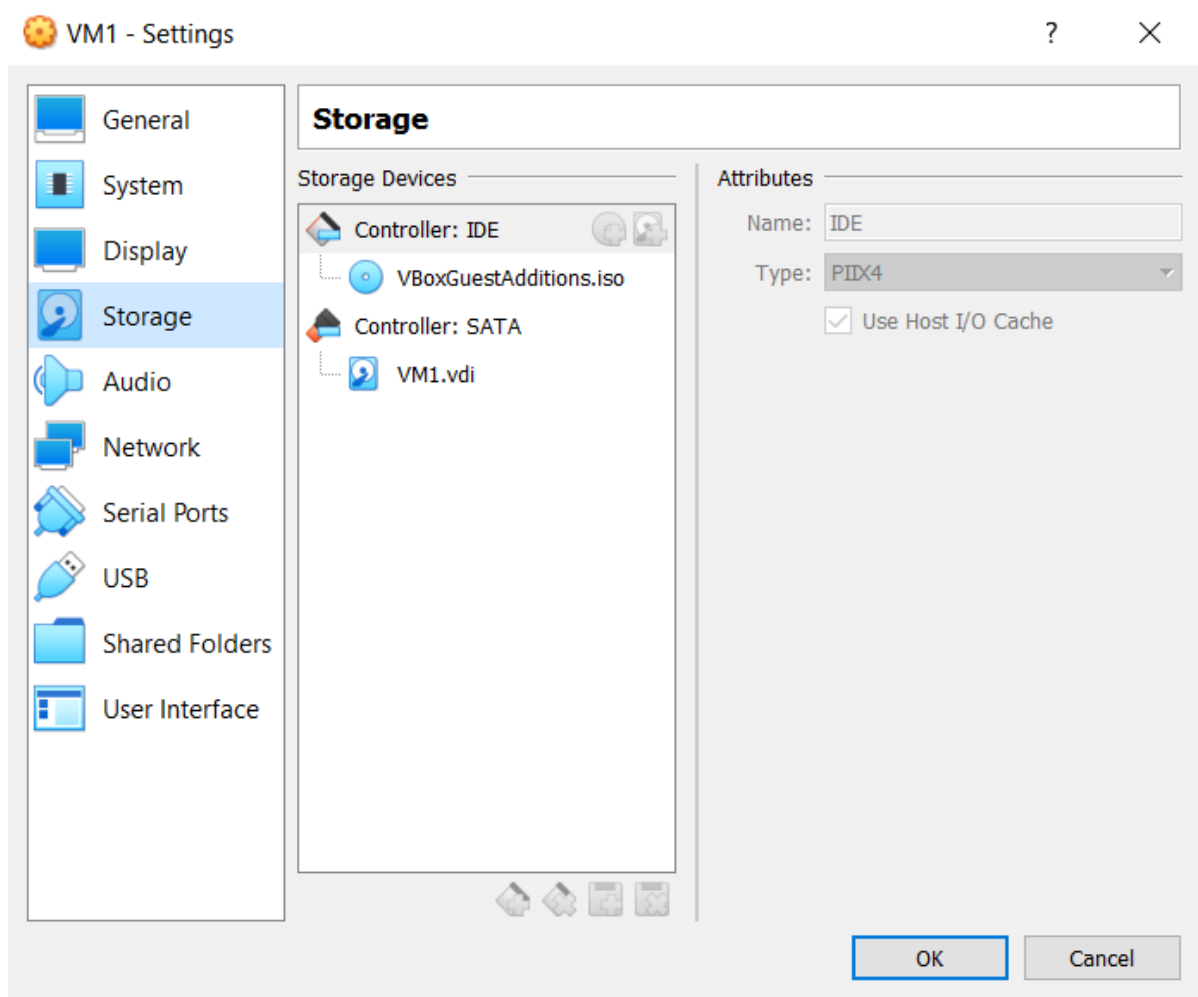 VM1 - Settings
?
General
System
Display
Storage
Audio
Network
Serial Ports
USB
Shared Folders
User Interface
Storage
Storage Devices
Controller: IDE
VBoxGuestAdditions.iso
Controller: SATA
VM1.vdi
Attributes
Name: IDE
Type: PIIX4
Use Host I/O Cache
OK
Cancel